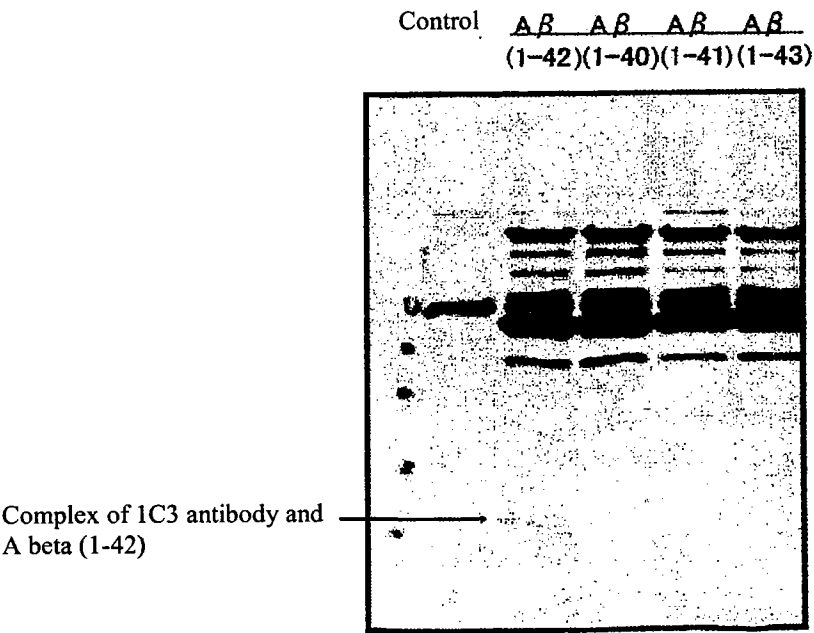 Control Aβ Aβ Aβ Aβ
(1-42)(1-40)(1-41)(1-43)
Complex of 1C3 antibody and
A beta (1-42)